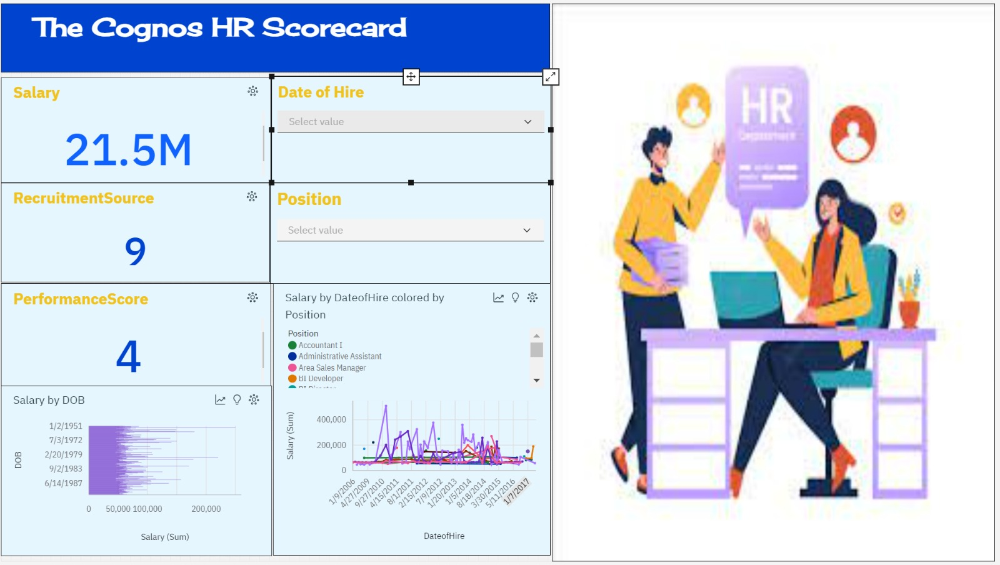 The Cognos HR Scorecard
Salary
21.5M
Date of Hire
Select value
RecruitmentSource
9
Position
Select value
PerformanceScore
4
Salary by DOB
DOB
1/2/1951
7/3/1972
2/20/1979
9/2/1983
6/14/1987
0 50,000 100,000 200,000
Salary (Sum)
Salary by DateofHire colored by
Position
Position
Accountant I
Administrative Assistant
Area Sales Manager
BI Developer
BI Director
Salary (Sum)
400,000
200,000
0
1/9/2006
4/27/2009
9/27/2010
4/15/2011
8/1/2011
2/15/2012
7/9/2012
1/20/2013
1/5/2014
8/18/2014
3/30/2015
5/11/2016
1/7/2017
DateofHire
HR
Department